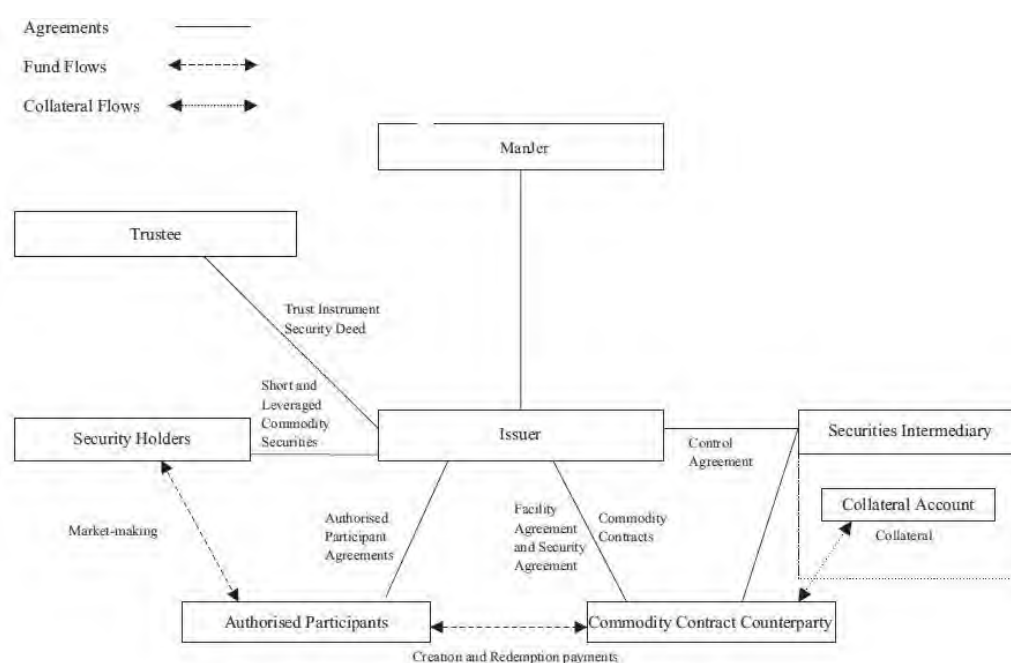 Agreements
Fund Flows
Collateral Flows
ManJer
Trustee
Trust Instrument
Security Deed
Short and
Leveraged
Commodity
Securities
Security Holders
Issuer
Securities Intermediary
Control
Agreement
Collateral Account
Collateral
Market-making
Authorised
Participant
Agreements
Facility
Agreement
and Security
Agreement
Commodity
Contracts
Authorised Participants
Commodity Contract Counterparty
Creation and Redemption payments